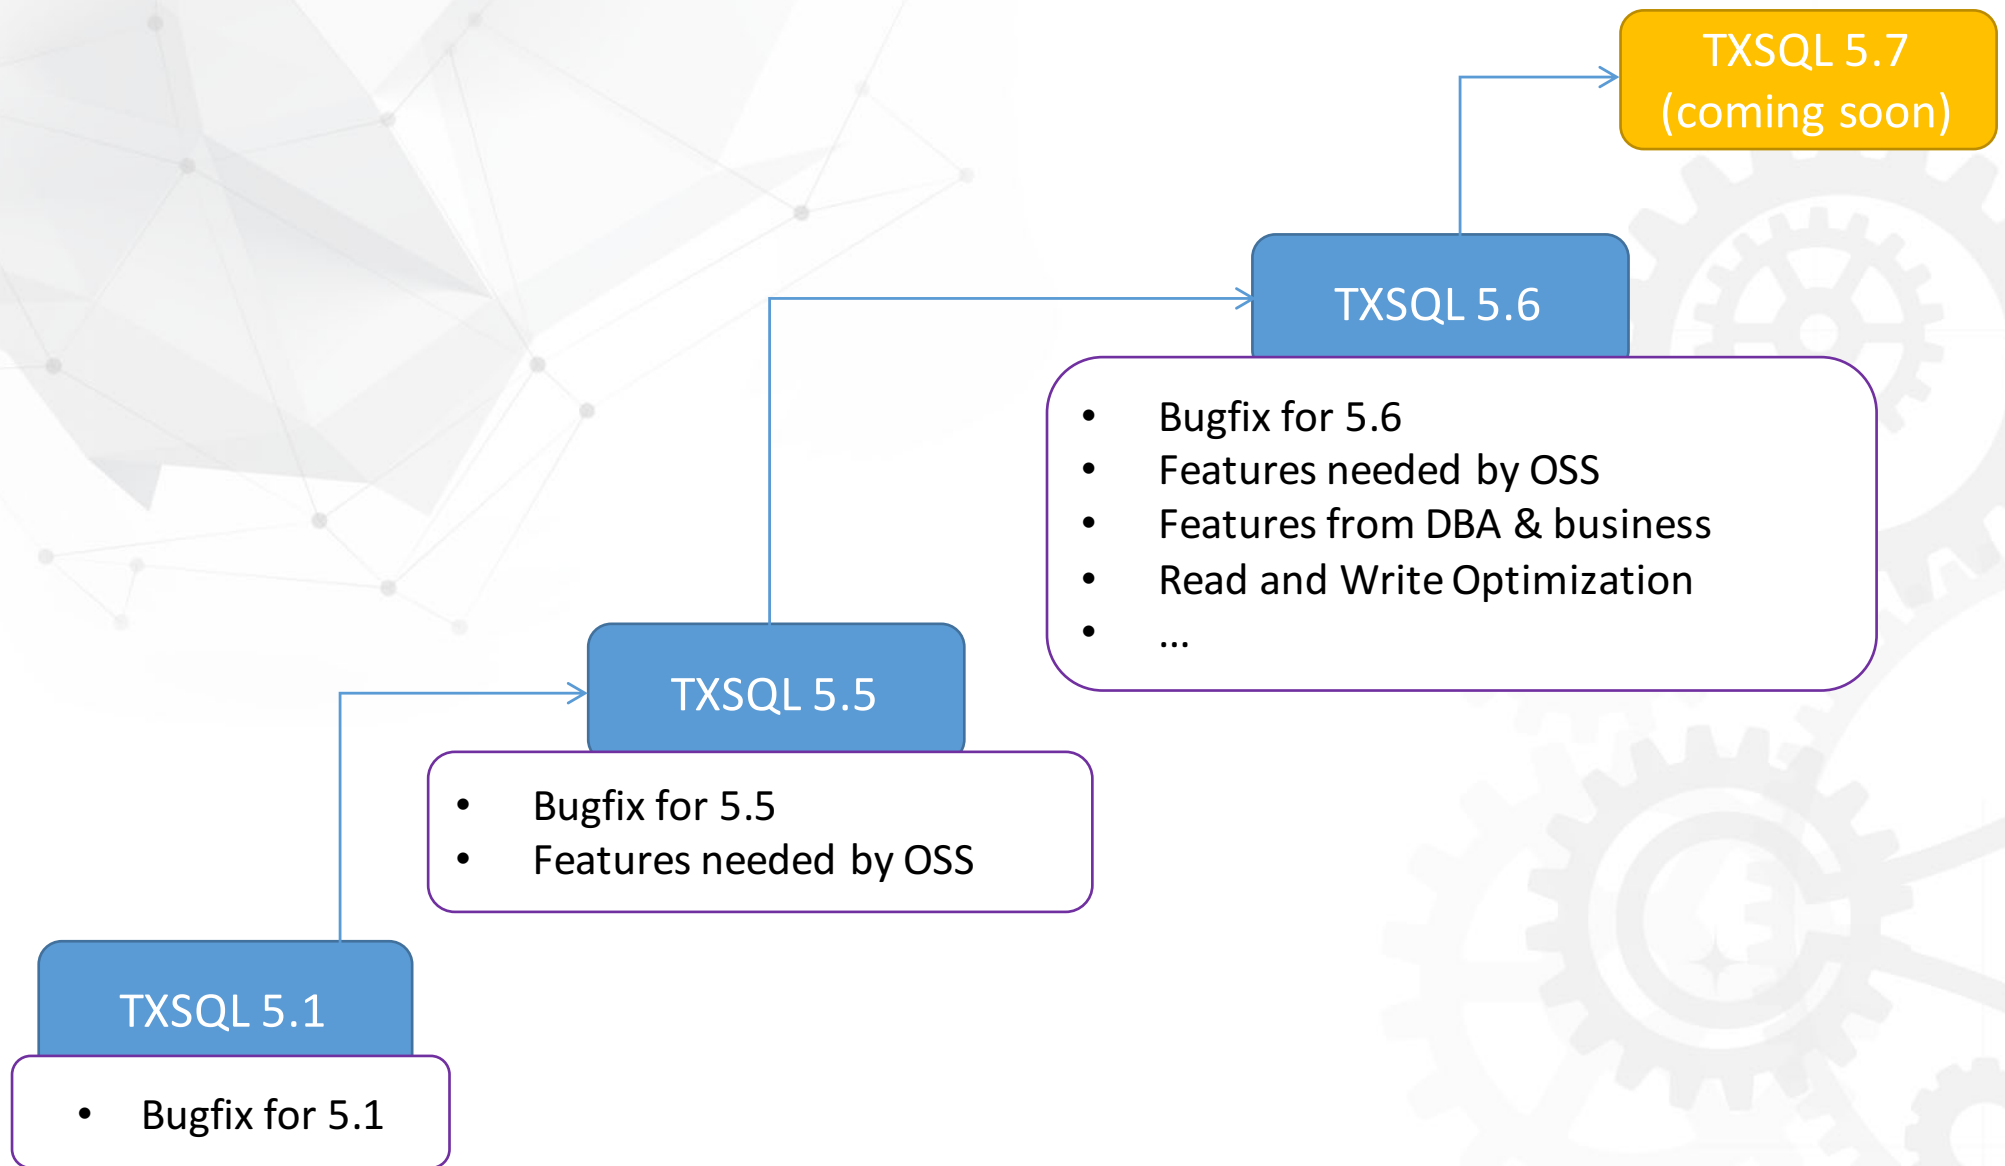 TXSQL 5.7
(coming soon)
TXSQL 5.6
• Bugfix for 5.6
• Features needed by OSS
• Features from DBA & business
• Read and Write Optimization
• ...
TXSQL 5.5
• Bugfix for 5.5
• Features needed by OSS
TXSQL 5.1
• Bugfix for 5.1